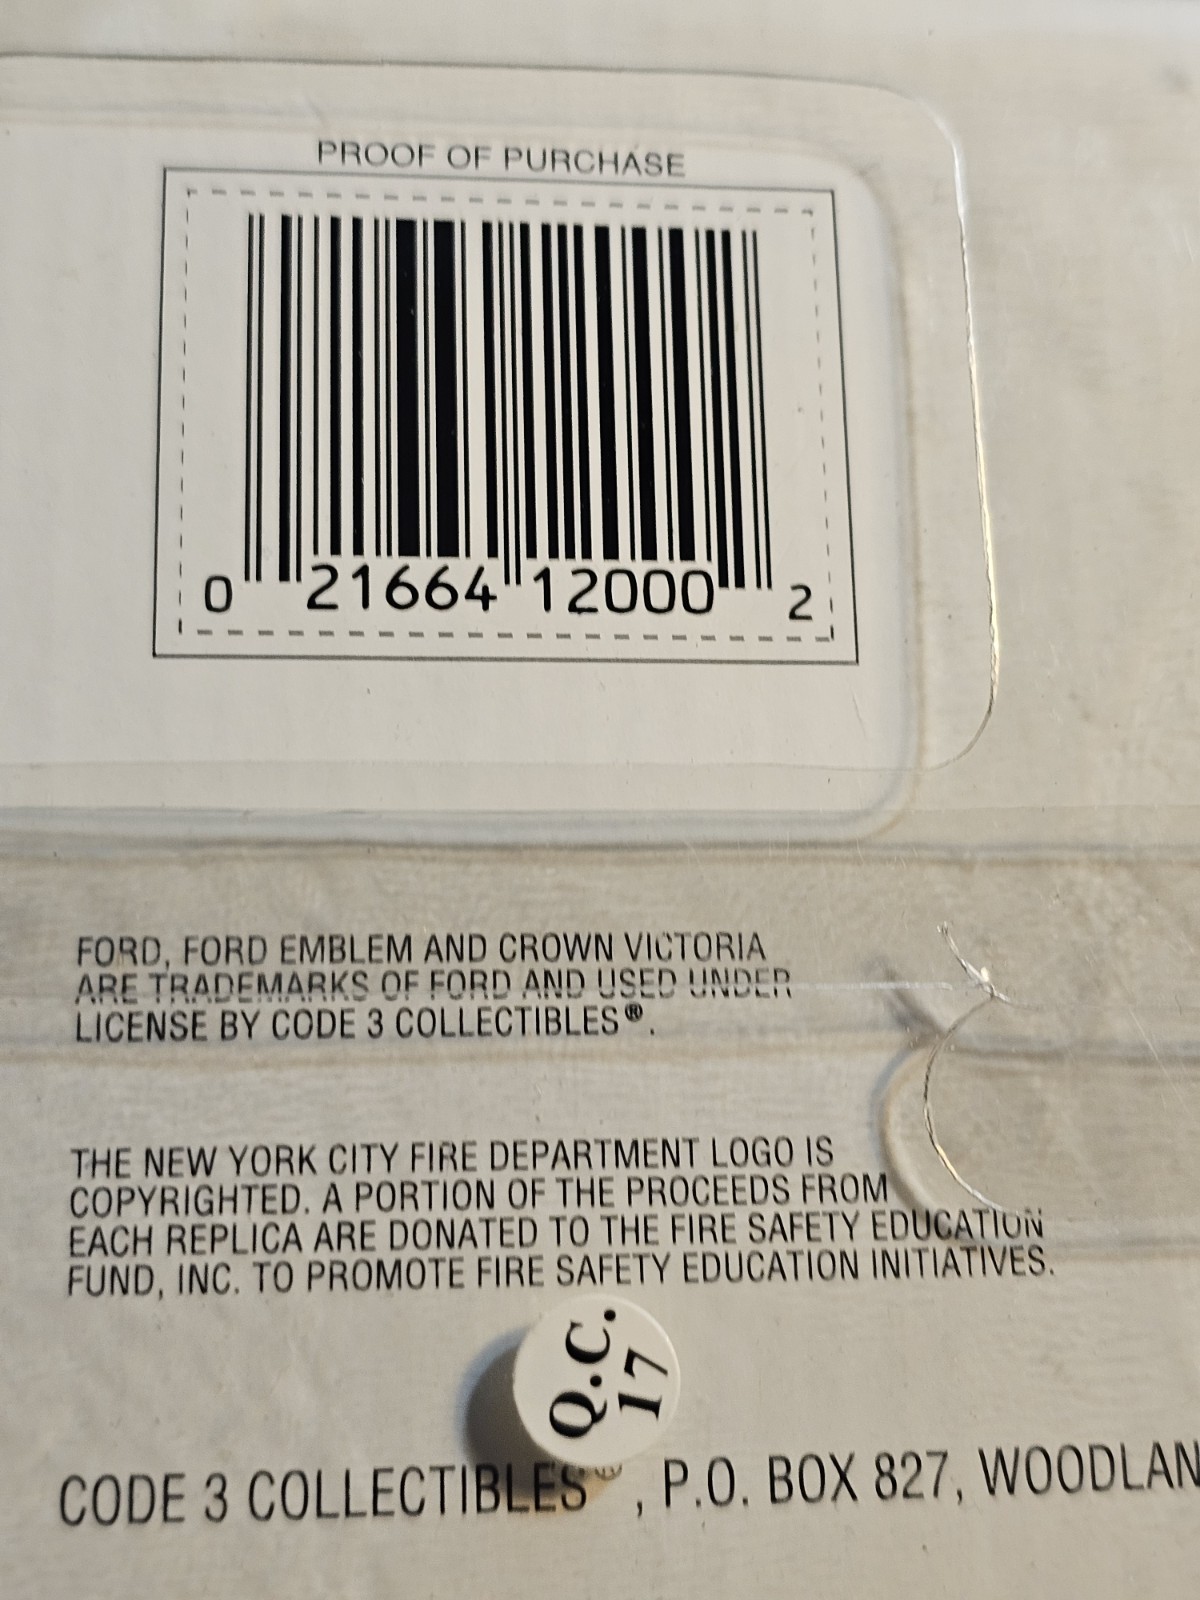 PROOF OF PURCHASE
0 21664 12000 2
FORD, FORD EMBLEM AND CROWN VICTORIA
ARE TRADEMARKS OF FORD AND USED UNDER
LICENSE BY CODE 3 COLLECTIBLES®.
THE NEW YORK CITY FIRE DEPARTMENT LOGO IS
COPYRIGHTED. A PORTION OF THE PROCEEDS FROM
EACH REPLICA ARE DONATED TO THE FIRE SAFETY EDUCATION
FUND, INC. TO PROMOTE FIRE SAFETY EDUCATION INITIATIVES.
Q.C.
17
CODE 3 COLLECTIBLES®, P.O. BOX 827, WOODLAN